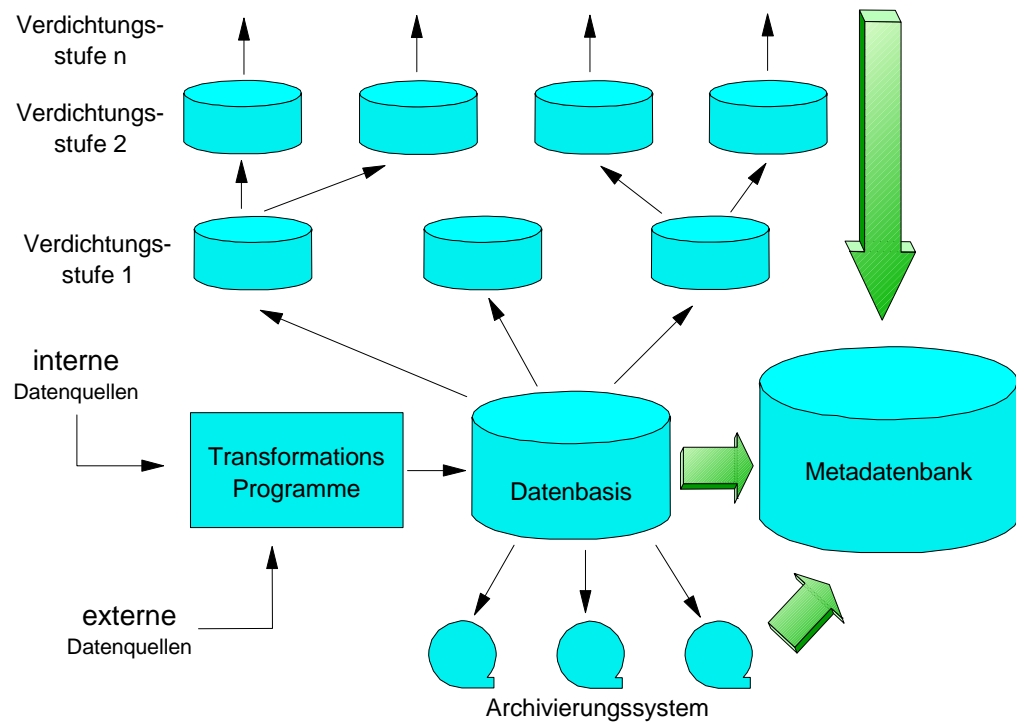 Verdichtungs-
stufe n
Verdichtungs-
stufe 2
Verdichtungs-
stufe 1
interne
Datenquellen
Transformations
Programme
Datenbasis
Metadatenbank
externe
Datenquellen
Archivierungssystem